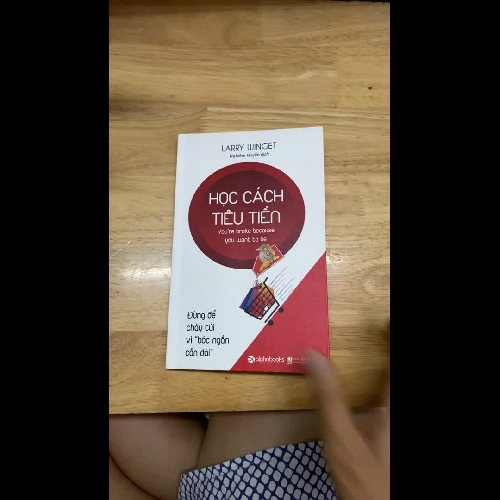 LARRY WINGET
HỌC CÁCH
TIÊU TIỀN
You're broke because
you want to be
Đừng để
cháy túi
vì "bóc ngắn
cắn dài"
alphabooks